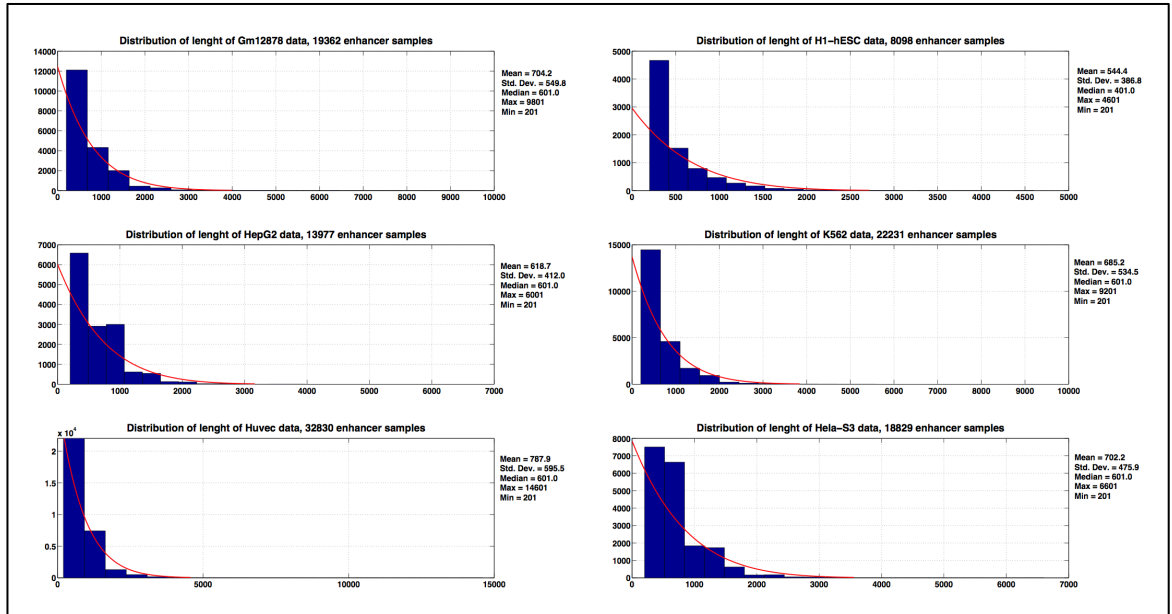 Distribution of lenght of Gm12878 data, 19362 enhancer samples
14000
12000
10000
8000
6000
4000
2000
0
0 1000 2000 3000 4000 5000 6000 7000 8000 9000 10000
Mean = 704.2
Std. Dev. = 549.8
Median = 601.0
Max = 9801
Min = 201
Distribution of lenght of H1-hESC data, 8098 enhancer samples
5000
4000
3000
2000
1000
0
0 500 1000 1500 2000 2500 3000 3500 4000 4500 5000
Mean = 544.4
Std. Dev. = 386.8
Median = 401.0
Max = 4601
Min = 201
Distribution of lenght of HepG2 data, 13977 enhancer samples
7000
6000
5000
4000
3000
2000
1000
0
0 1000 2000 3000 4000 5000 6000 7000
Mean = 618.7
Std. Dev. = 412.0
Median = 601.0
Max = 6001
Min = 201
Distribution of lenght of K562 data, 22231 enhancer samples
15000
10000
5000
0
0 1000 2000 3000 4000 5000 6000 7000 8000 9000 10000
Mean = 685.2
Std. Dev. = 534.5
Median = 601.0
Max = 9201
Min = 201
Distribution of lenght of Huvec data, 32830 enhancer samples
x 10⁴
2
1.5
1
0.5
0
0 5000 10000 15000
Mean = 787.9
Std. Dev. = 595.5
Median = 601.0
Max = 14601
Min = 201
Distribution of lenght of Hela-S3 data, 18829 enhancer samples
8000
7000
6000
5000
4000
3000
2000
1000
0
0 1000 2000 3000 4000 5000 6000 7000
Mean = 702.2
Std. Dev. = 475.9
Median = 601.0
Max = 6601
Min = 201